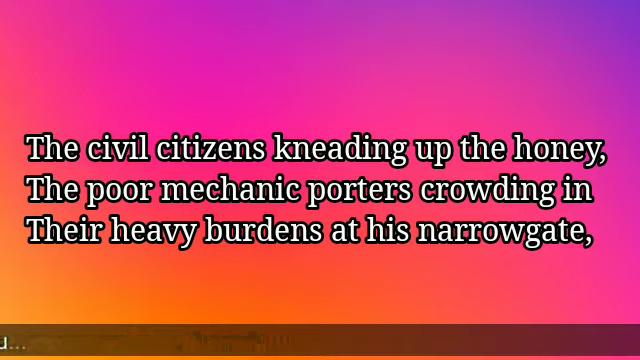 The civil citizens kneading up the honey,
The poor mechanic porters crowding in
Their heavy burdens at his narrowgate,